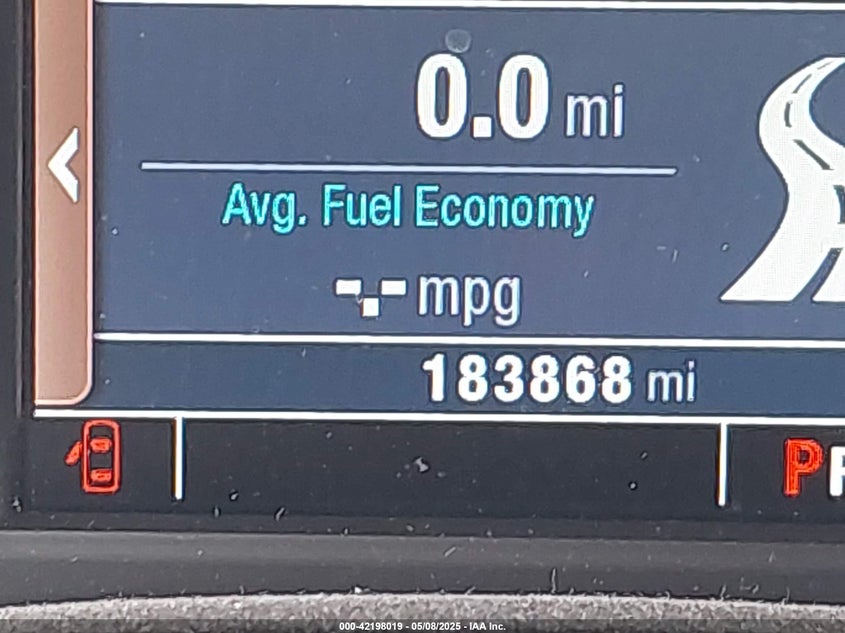 0.0 mi
Avg. Fuel Economy
--.-- mpg
183868 mi
P
000-42198019 - 05/08/2025 - IAA Inc.